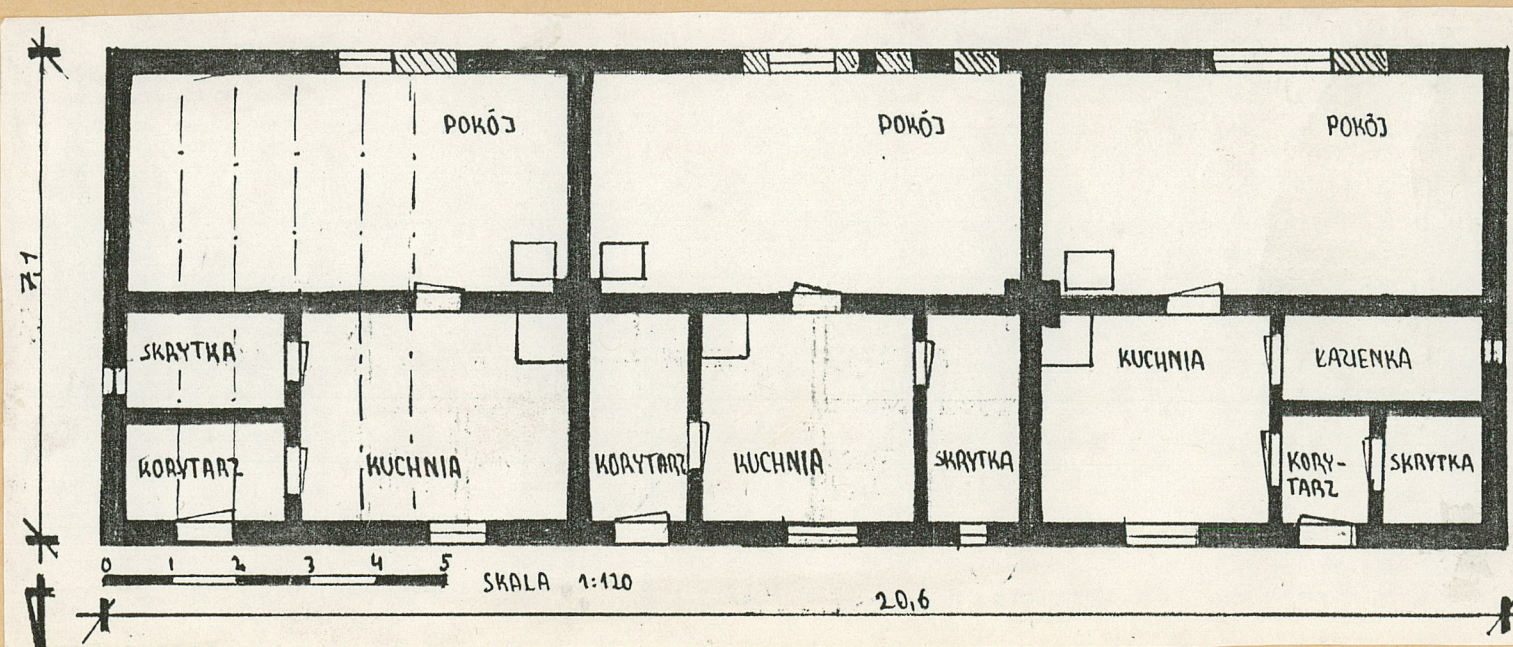 POKÓJ
POKÓJ
POKÓJ
7,1
SKRYTKA
KUCHNIA
ŁAZIENKA
KORYTARZ
KUCHNIA
KORYTARZ
KUCHNIA
SKRYTKA
KORY-
TARZ
SKRYTKA
0 1 2 3 4 5
SKALA 1:120
20,6